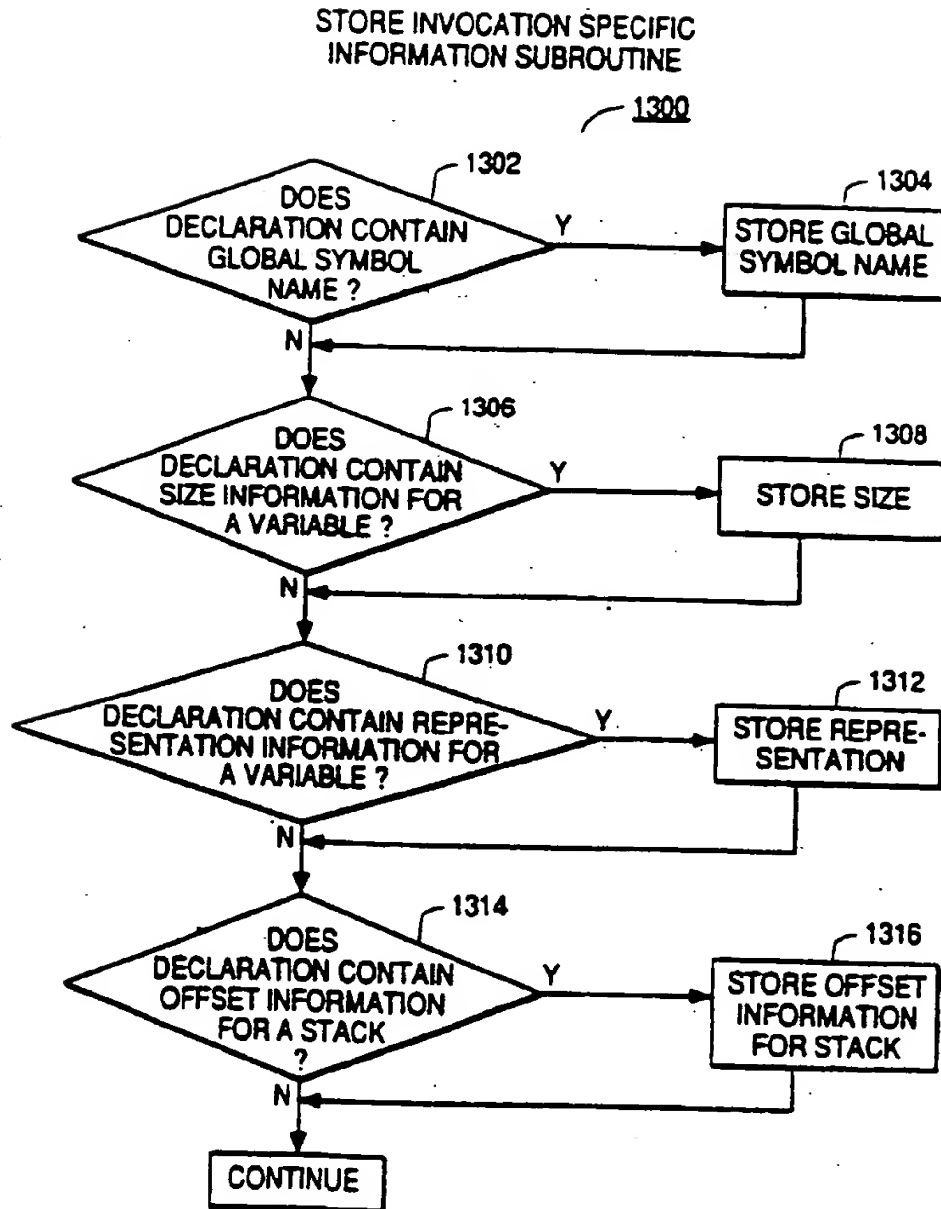 STORE INVOCATION SPECIFIC
INFORMATION SUBROUTINE
1300
1302
DOES
DECLARATION CONTAIN
GLOBAL SYMBOL
NAME ?
Y
1304
STORE GLOBAL
SYMBOL NAME
N
1306
DOES
DECLARATION CONTAIN
SIZE INFORMATION FOR
A VARIABLE ?
Y
1308
STORE SIZE
N
1310
DOES
DECLARATION CONTAIN REPRE-
SENTATION INFORMATION FOR
A VARIABLE ?
Y
1312
STORE REPRE-
SENTATION
N
1314
DOES
DECLARATION CONTAIN
OFFSET INFORMATION
FOR A STACK
?
Y
1316
STORE OFFSET
INFORMATION
FOR STACK
N
CONTINUE